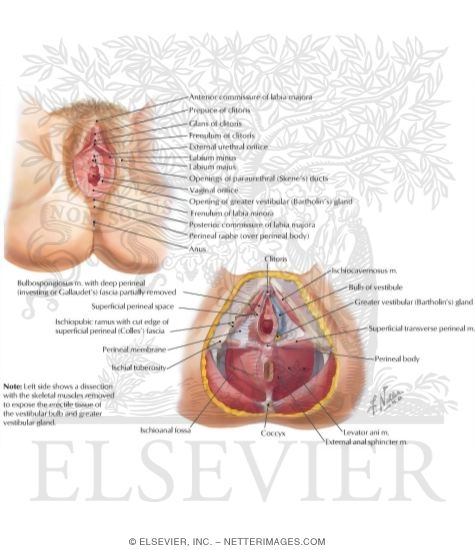 Anterior commissure of labia majora
Prepuce of clitoris
Glans of clitoris
Frenulum of clitoris
External urethral orifice
Labium minus
Labium majus
Openings of paraurethral (Skene's) ducts
Vaginal orifice
Opening of greater vestibular (Bartholin's) gland
Frenulum of labia minora
Posterior commissure of labia majora
Perineal raphe (over perineal body)
Anus
Clitoris
Ischiocavernosus m.
Bulbospongiosus m. with deep perineal
(investing or Gallaudet's) fascia partially removed
Bulb of vestibule
Superficial perineal space
Greater vestibular (Bartholin's) gland
Ischiopubic ramus with cut edge of
superficial perineal (Colles') fascia
Superficial transverse perineal m.
Perineal membrane
Perineal body
Ischial tuberosity
Note: Left side shows a dissection
with the skeletal muscles removed
to expose the erectile tissue of
the vestibular bulb and greater
vestibular gland.
Ischioanal fossa
Coccyx
Levator ani m.
External anal sphincter m.
F. Netter
ELSEVIER
© ELSEVIER, INC. – NETTERIMAGES.COM